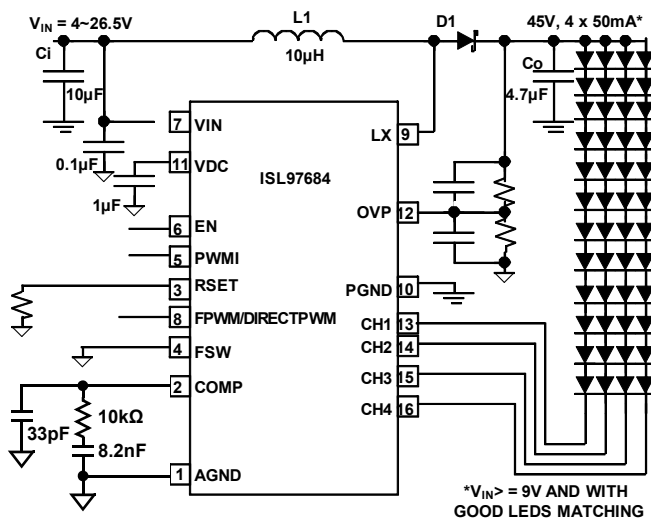 VIN = 4~26.5V
L1
10µH
D1
45V, 4 x 50mA*
Ci
10µF
Co
4.7µF
7 VIN
LX 9
0.1µF
11 VDC
1µF
ISL97684
OVP 12
6 EN
5 PWMI
3 RSET
PGND 10
8 FPWM/DIRECTPWM
CH1 13
4 FSW
CH2 14
2 COMP
CH3 15
CH4 16
33pF
10kΩ
8.2nF
1 AGND
*VIN> = 9V AND WITH
GOOD LEDS MATCHING